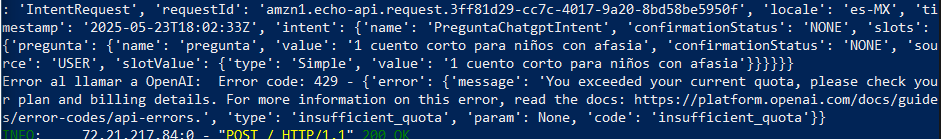 : 'IntentRequest', 'requestId': 'amzn1.echo-api.request.3ff81d29-cc7c-4017-9a20-8bd58be5950f', 'locale': 'es-MX', 'ti
mestamp': '2025-05-23T18:02:33Z', 'intent': {'name': 'PreguntaChatgptIntent', 'confirmationStatus': 'NONE', 'slots':
{'pregunta': {'name': 'pregunta', 'value': '1 cuento corto para niños con afasia', 'confirmationStatus': 'NONE', 'sou
rce': 'USER', 'slotValue': {'type': 'Simple', 'value': '1 cuento corto para niños con afasia'}}}}}}
Error al llamar a OpenAI:  Error code: 429 - {'error': {'message': 'You exceeded your current quota, please check you
r plan and billing details. For more information on this error, read the docs: https://platform.openai.com/docs/guide
s/error-codes/api-errors.', 'type': 'insufficient_quota', 'param': None, 'code': 'insufficient_quota'}}
INFO:     72.21.217.84:0 - "POST / HTTP/1.1" 200 OK